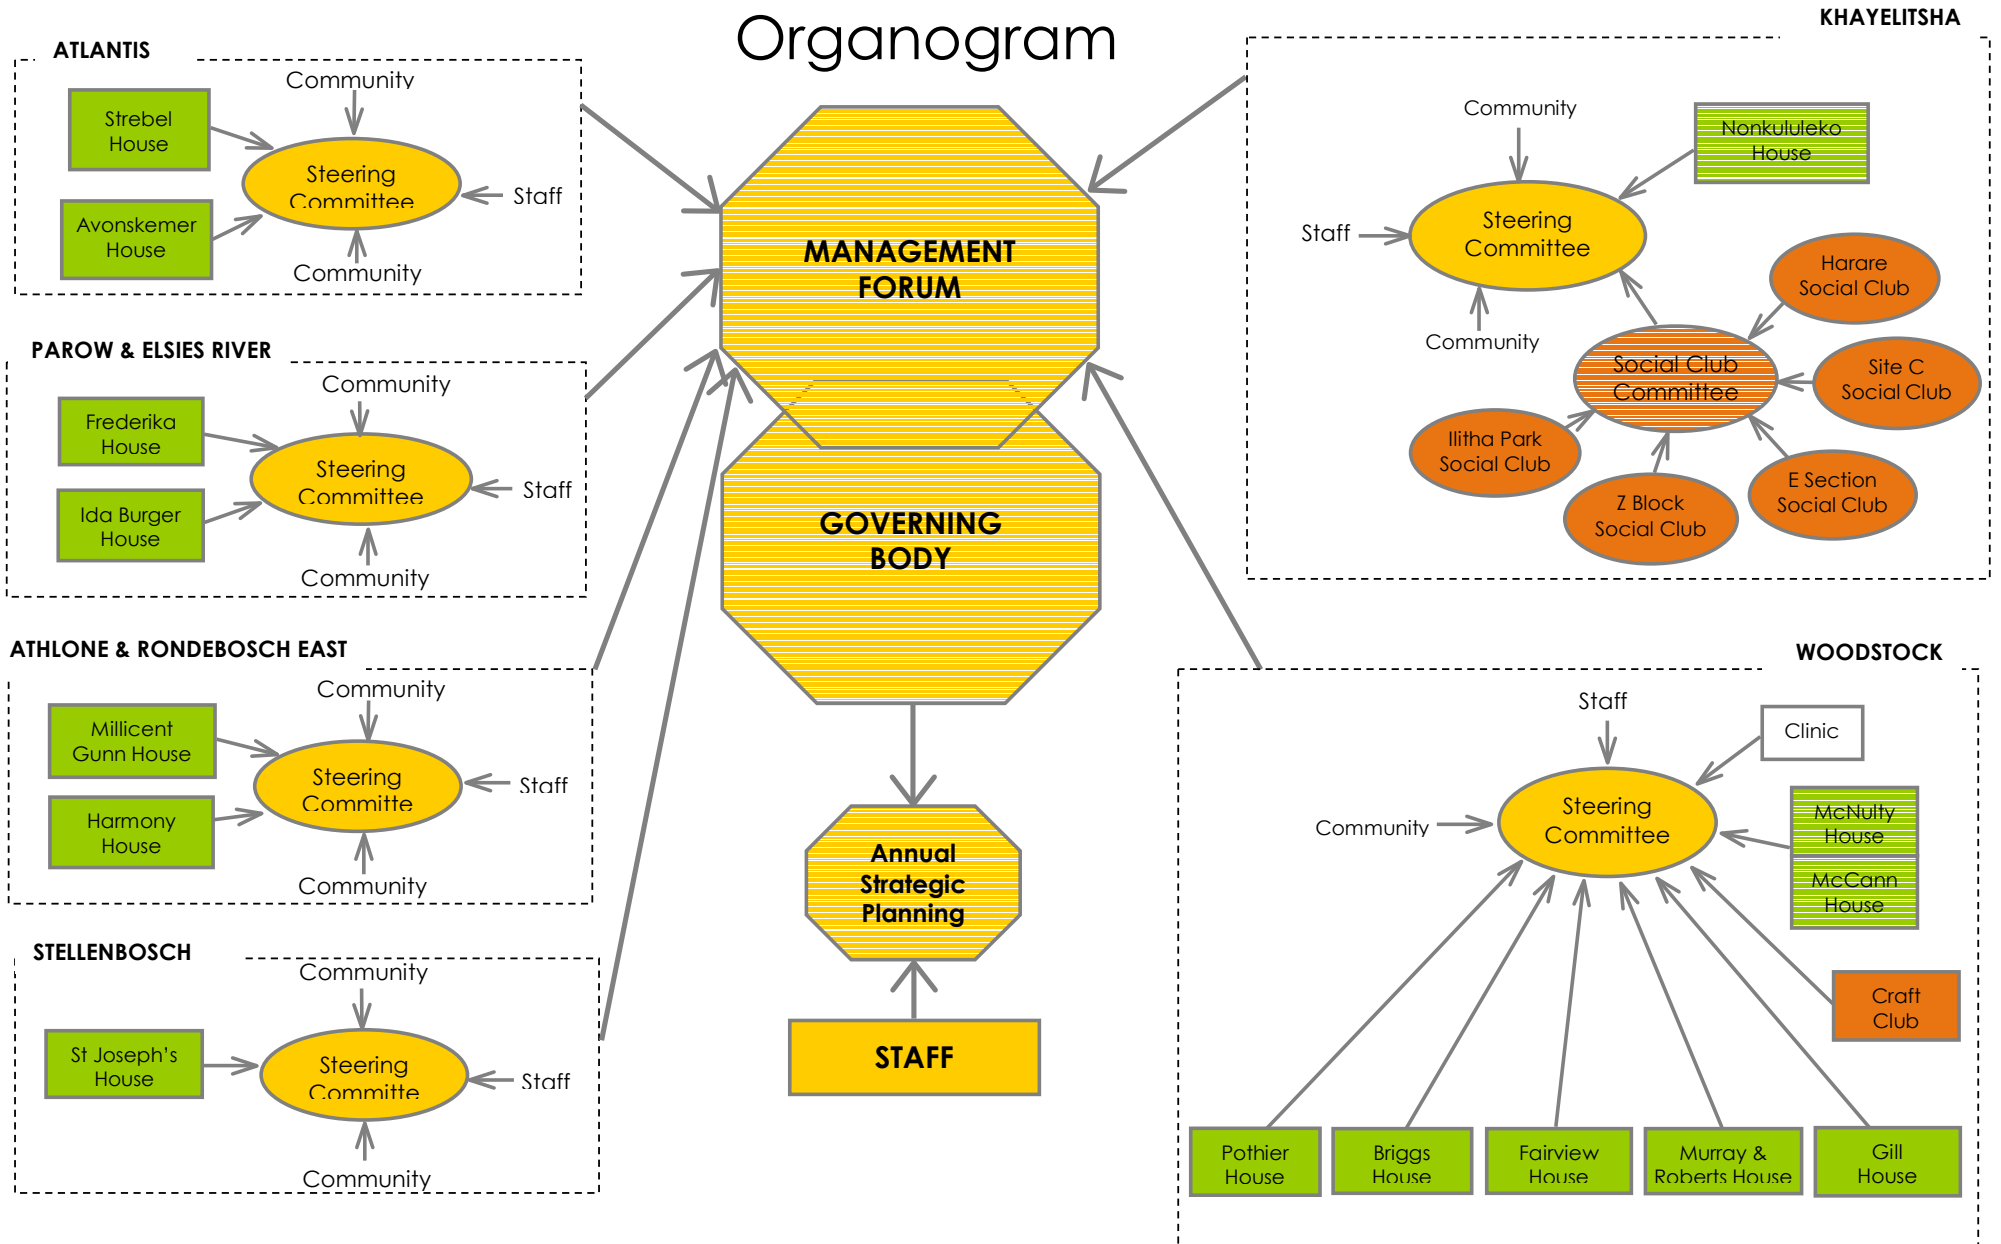 Organogram
ATLANTIS
Community
Strebel
House
Steering
Committee
Staff
Avonskemer
House
Community
PAROW & ELSIES RIVER
Community
Frederika
House
Steering
Committee
Staff
Ida Burger
House
Community
ATHLONE & RONDEBOSCH EAST
Community
Millicent
Gunn House
Steering
Committe
Staff
Harmony
House
Community
STELLENBOSCH
Community
St Joseph's
House
Steering
Committe
Staff
Community
MANAGEMENT
FORUM
GOVERNING
BODY
Annual
Strategic
Planning
STAFF
KHAYELITSHA
Community
Nonkululeko
House
Staff
Steering
Committee
Community
Harare
Social Club
Social Club
Committee
Site C
Social Club
Ilitha Park
Social Club
Z Block
Social Club
E Section
Social Club
WOODSTOCK
Staff
Clinic
Community
Steering
Committee
McNulty
House
McCann
House
Craft
Club
Pothier
House
Briggs
House
Fairview
House
Murray &
Roberts House
Gill
House